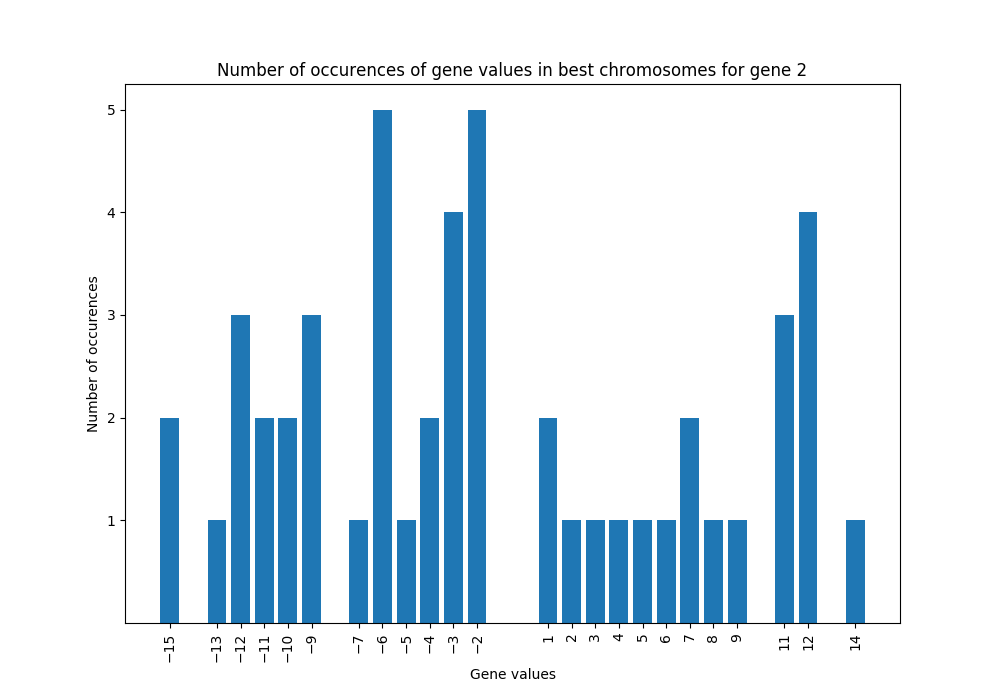 Number of occurences of gene values in best chromosomes for gene 2
Number of occurences
5
4
3
2
1
−15 −13 −12 −11 −10 −9 −7 −6 −5 −4 −3 −2 1 2 3 4 5 6 7 8 9 11 12 14
Gene values